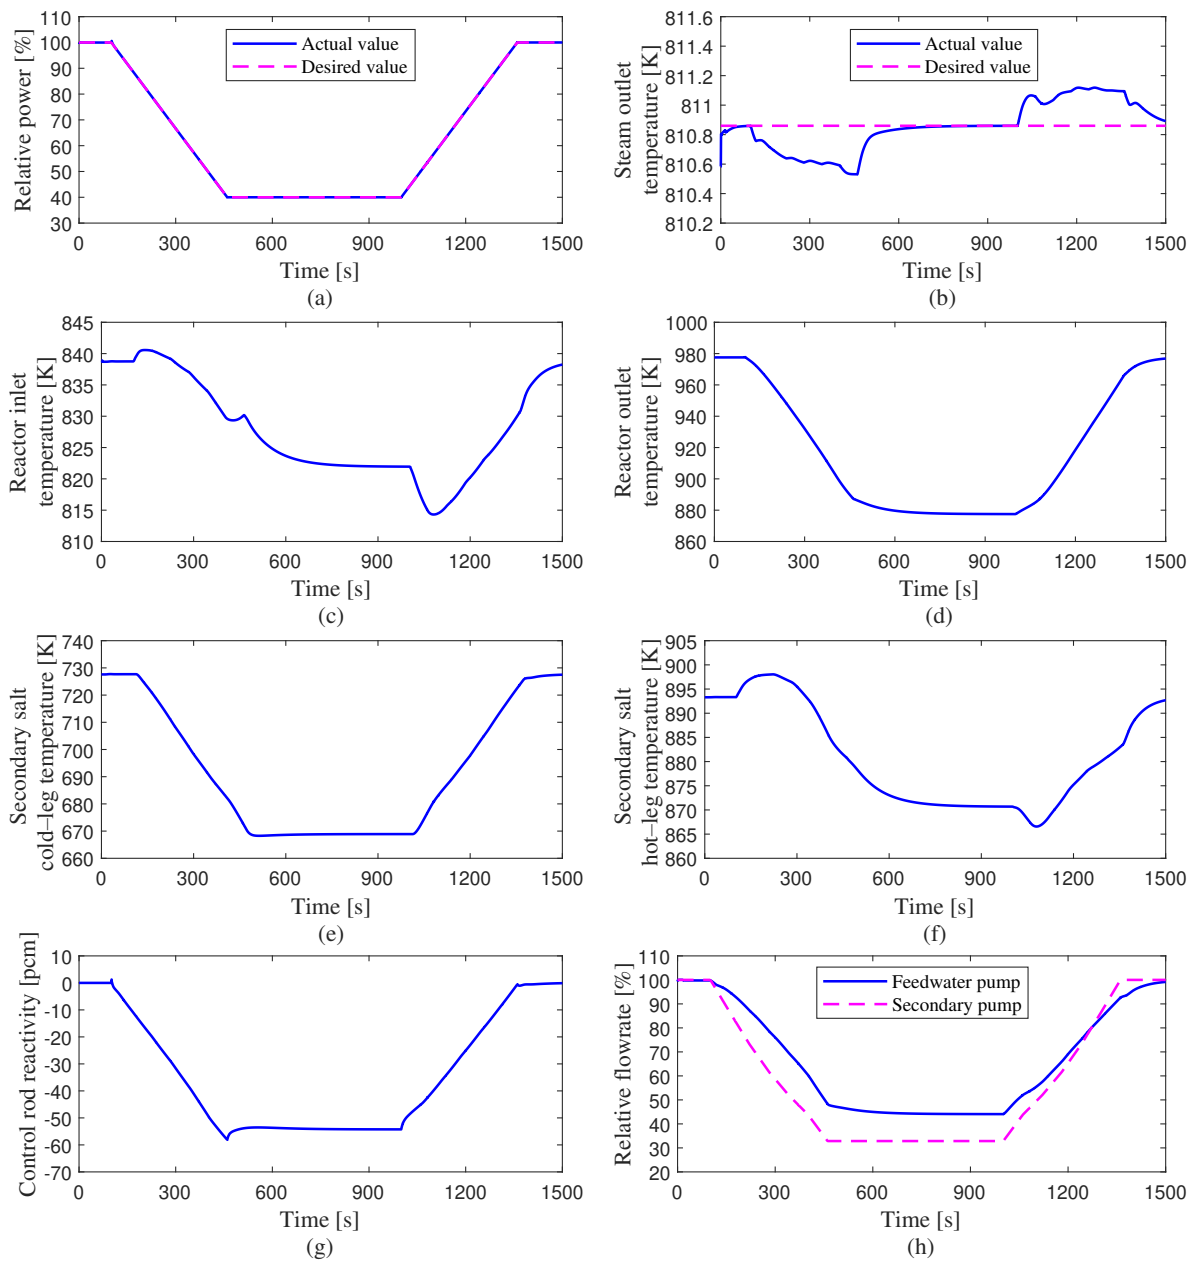 110
100
90
80
70
60
50
40
30
Relative power [%]
Actual value
Desired value
0 300 600 900 1200 1500
Time [s]
(a)
811.6
811.4
811.2
811
810.8
810.6
810.4
810.2
Steam outlet
temperature [K]
Actual value
Desired value
0 300 600 900 1200 1500
Time [s]
(b)
845
840
835
830
825
820
815
810
Reactor inlet
temperature [K]
0 300 600 900 1200 1500
Time [s]
(c)
1000
980
960
940
920
900
880
860
Reactor outlet
temperature [K]
0 300 600 900 1200 1500
Time [s]
(d)
740
730
720
710
700
690
680
670
660
Secondary salt
cold−leg temperature [K]
0 300 600 900 1200 1500
Time [s]
(e)
905
900
895
890
885
880
875
870
865
860
Secondary salt
hot−leg temperature [K]
0 300 600 900 1200 1500
Time [s]
(f)
10
0
-10
-20
-30
-40
-50
-60
-70
Control rod reactivity [pcm]
0 300 600 900 1200 1500
Time [s]
(g)
110
100
90
80
70
60
50
40
30
20
Relative flowrate [%]
Feedwater pump
Secondary pump
0 300 600 900 1200 1500
Time [s]
(h)